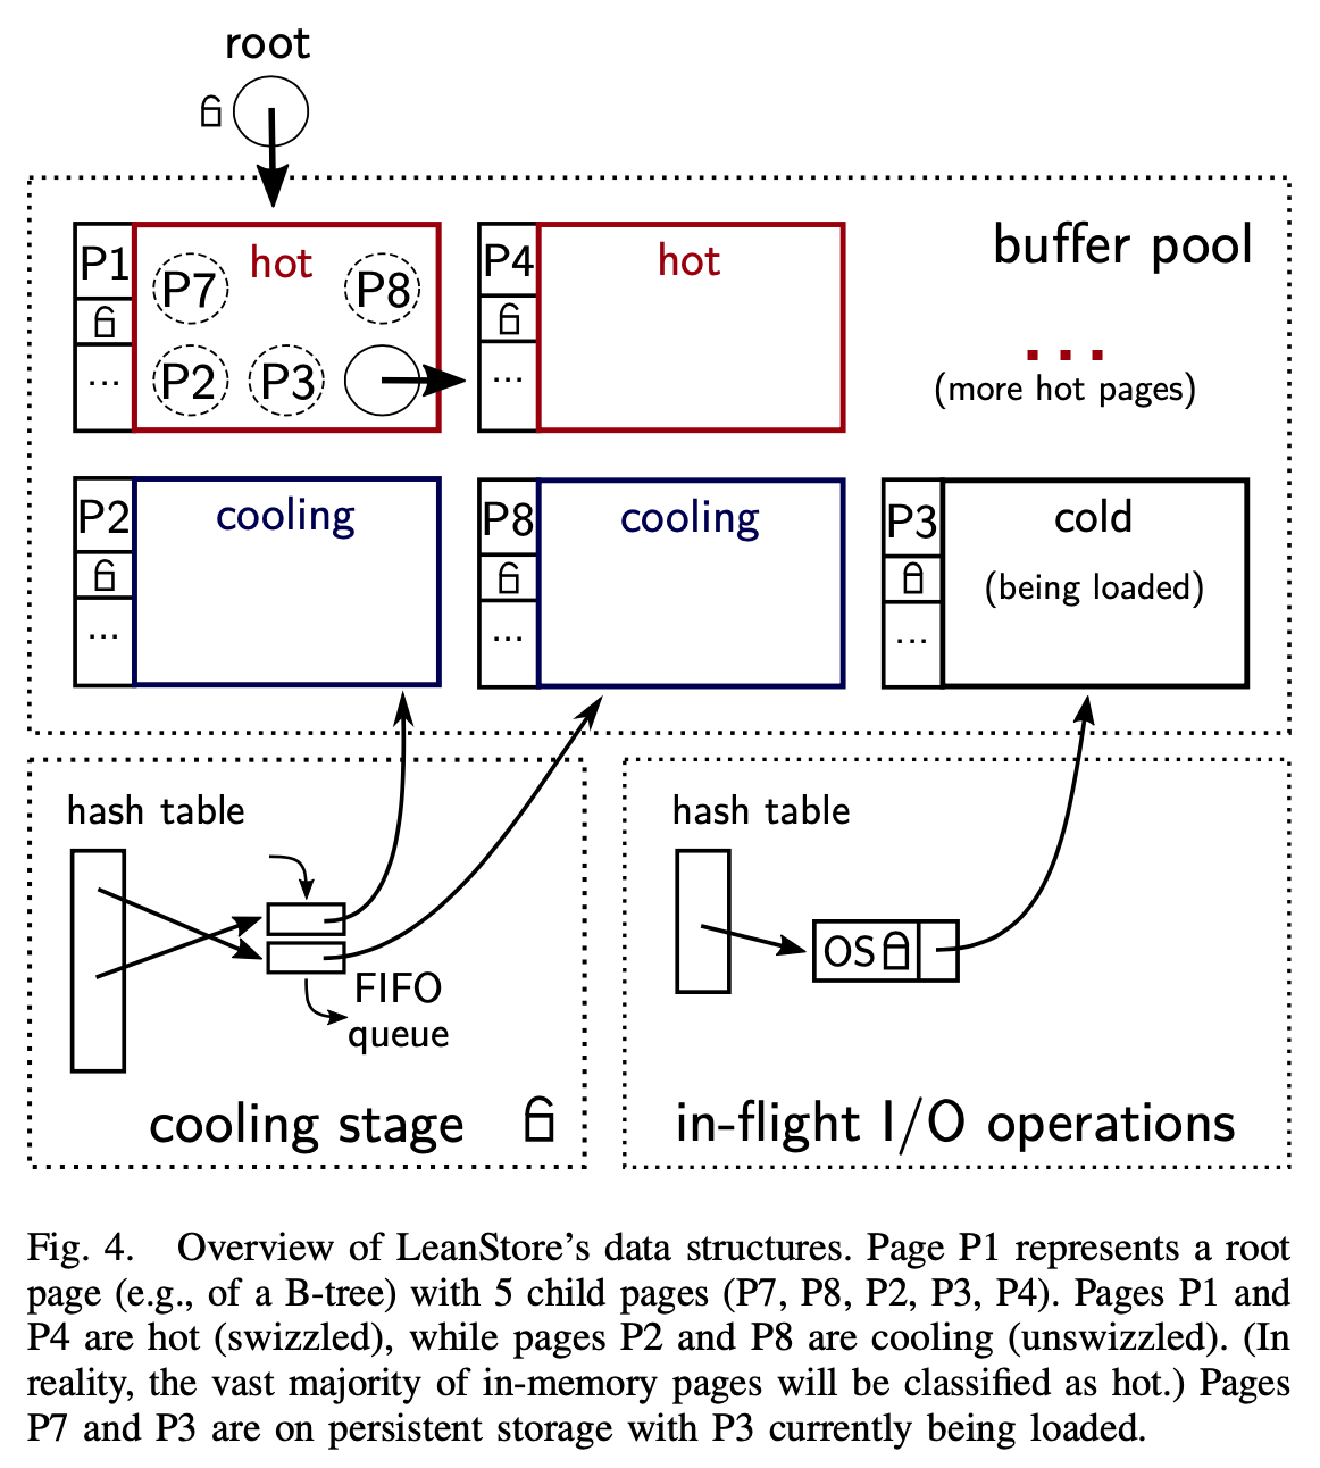 root
P1
hot
P7
P8
...
P2
P3
P4
hot
...
buffer pool
...
(more hot pages)
P2
cooling
...
P8
cooling
...
P3
cold
(being loaded)
...
hash table
FIFO
queue
cooling stage
hash table
OS
in-flight I/O operations
Fig. 4. Overview of LeanStore's data structures. Page P1 represents a root
page (e.g., of a B-tree) with 5 child pages (P7, P8, P2, P3, P4). Pages P1 and
P4 are hot (swizzled), while pages P2 and P8 are cooling (unswizzled). (In
reality, the vast majority of in-memory pages will be classified as hot.) Pages
P7 and P3 are on persistent storage with P3 currently being loaded.